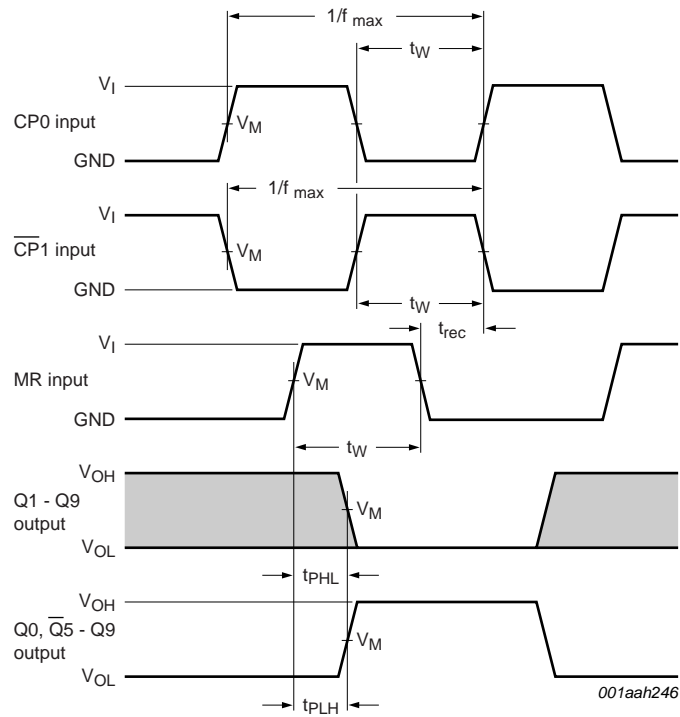 1/f max
tW
VI
CP0 input
VM
GND
1/f max
VI
CP1 input
VM
GND
tW
trec
VI
MR input
VM
GND
tW
VOH
Q1 - Q9
output
VM
VOL
tPHL
VOH
Q0, Q̅5 - Q9
output
VM
VOL
tPLH
001aah246